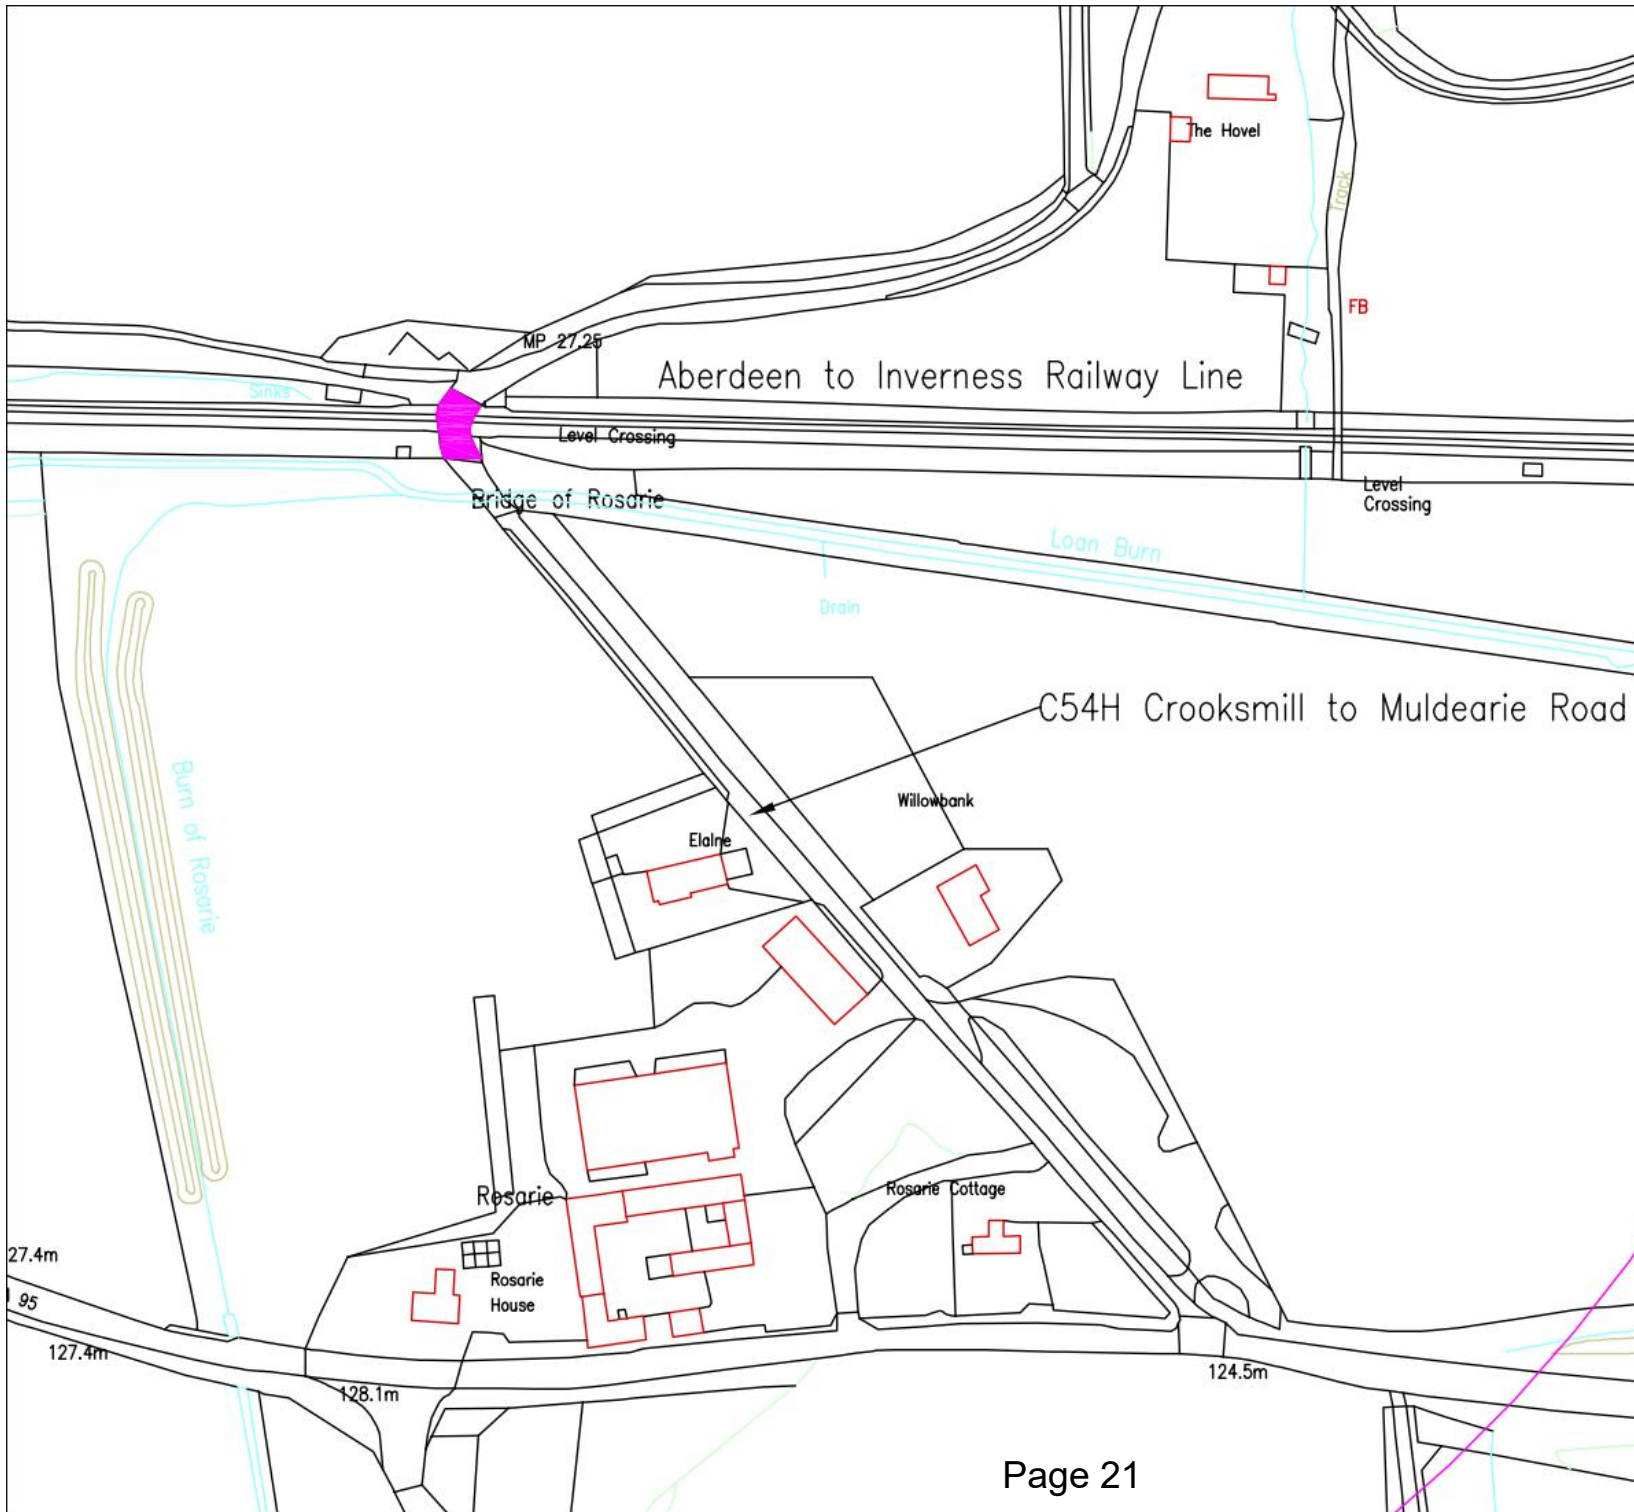 The Hovel
Track
FB
MP 27.25
Aberdeen to Inverness Railway Line
Sinks
Level Crossing
Level
Crossing
Bridge of Rosarie
Loan Burn
Drain
C54H Crooksmill to Muldearie Road
Burn of Rosarie
Willowbank
Elalne
Rosarie Cottage
Rosarie
27.4m
Rosarie
House
95
127.4m
128.1m
124.5m
Page 21